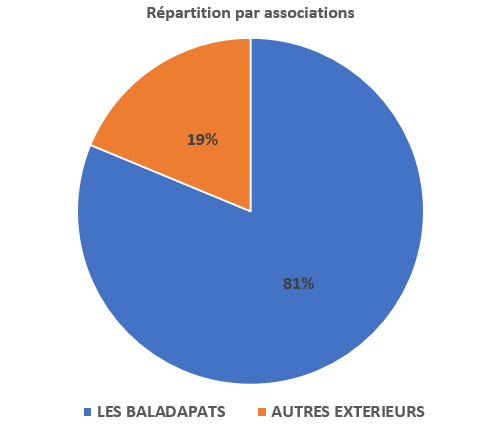 Répartition par associations
19%
81%
LES BALADAPATS AUTRES EXTERIEURS